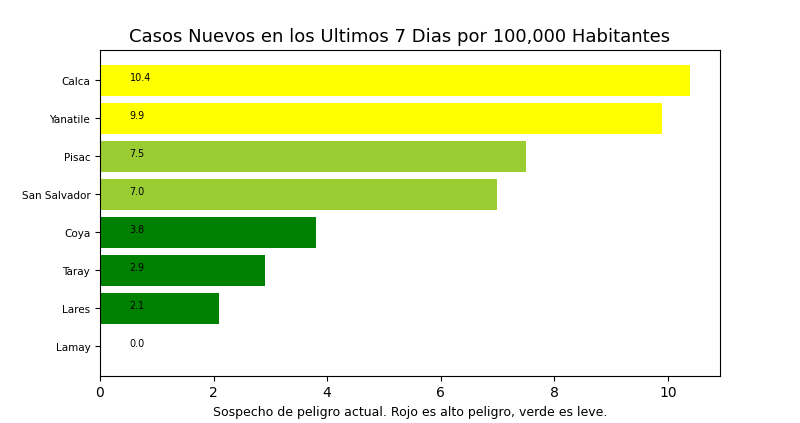 Casos Nuevos en los Ultimos 7 Dias por 100,000 Habitantes
Calca 10.4
Yanatile 9.9
Pisac 7.5
San Salvador 7.0
Coya 3.8
Taray 2.9
Lares 2.1
Lamay 0.0
0 2 4 6 8 10
Sospecho de peligro actual. Rojo es alto peligro, verde es leve.